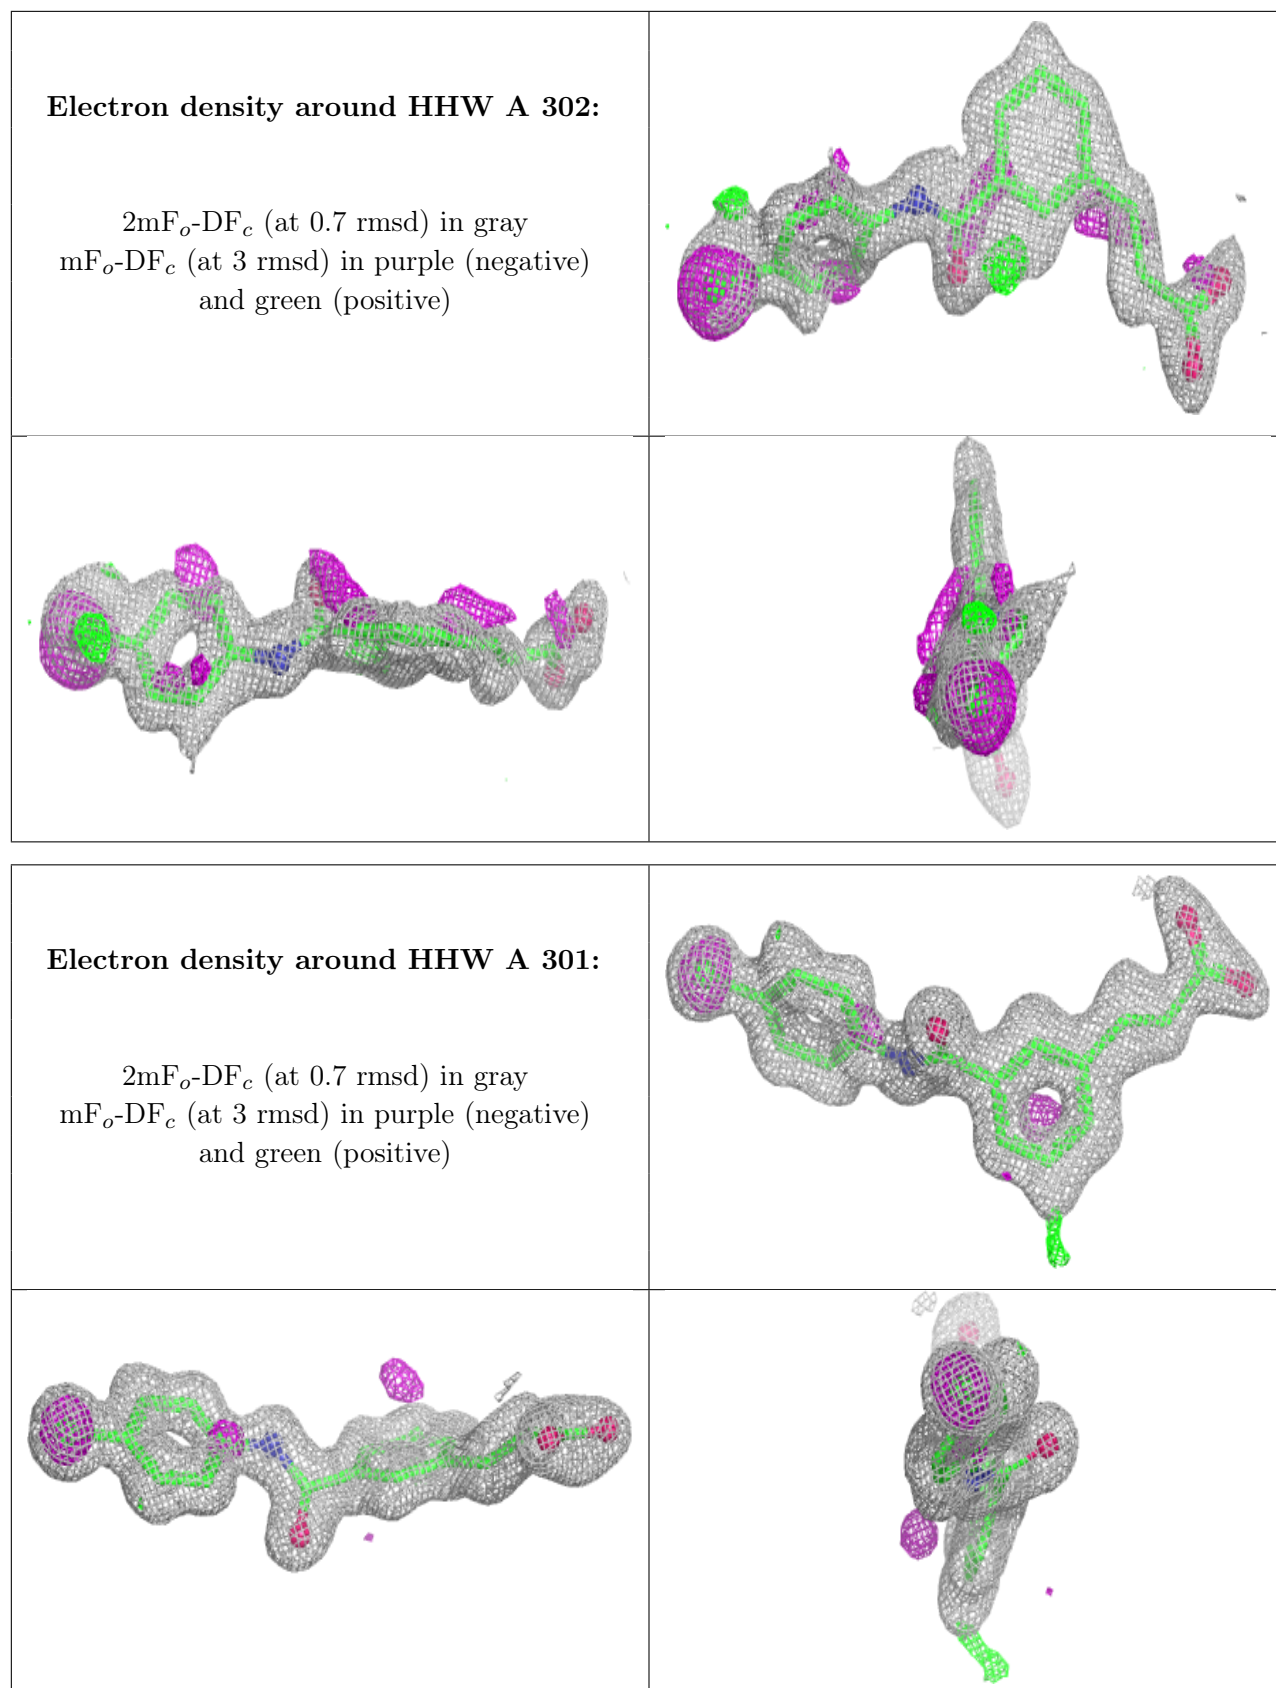 Electron density around HHW A 302:
2mFo-DFc (at 0.7 rmsd) in gray
mFo-DFc (at 3 rmsd) in purple (negative)
and green (positive)
Electron density around HHW A 301:
2mFo-DFc (at 0.7 rmsd) in gray
mFo-DFc (at 3 rmsd) in purple (negative)
and green (positive)